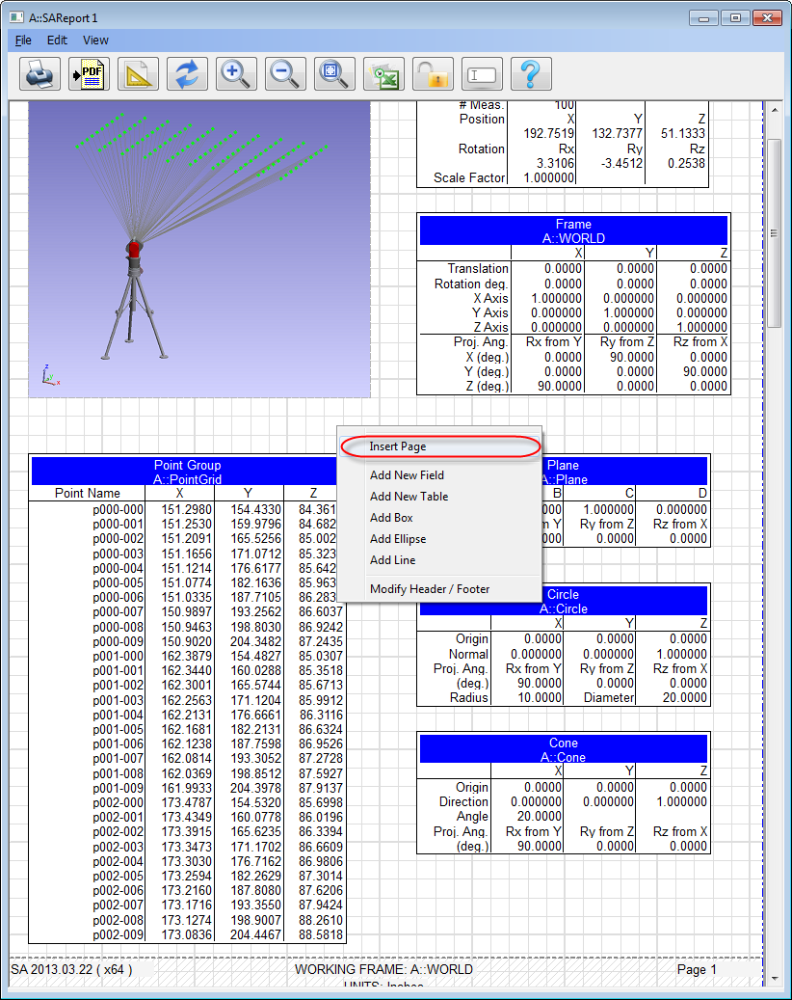 A::SAReport 1
File Edit View
PDF
# Meas. 100
Position X Y Z
192.7519 132.7377 51.1333
Rotation Rx Ry Rz
3.3106 -3.4512 0.2538
Scale Factor 1.000000
z
y
x
Frame
A::WORLD
X Y Z
Translation 0.0000 0.0000 0.0000
Rotation deg. 0.0000 0.0000 0.0000
X Axis 1.000000 0.000000 0.000000
Y Axis 0.000000 1.000000 0.000000
Z Axis 0.000000 0.000000 1.000000
Proj. Ang. Rx from Y Ry from Z Rz from X
X (deg.) 0.0000 90.0000 0.0000
Y (deg.) 0.0000 0.0000 90.0000
Z (deg.) 90.0000 0.0000 0.0000
Insert Page
Add New Field
Add New Table
Add Box
Add Ellipse
Add Line
Modify Header / Footer
Point Group
A::PointGrid
Point Name X Y Z
p000-000 151.2980 154.4330 84.361
p000-001 151.2530 159.9796 84.682
p000-002 151.2091 165.5256 85.002
p000-003 151.1656 171.0712 85.323
p000-004 151.1214 176.6177 85.642
p000-005 151.0774 182.1636 85.963
p000-006 151.0335 187.7105 86.283
p000-007 150.9897 193.2562 86.6037
p000-008 150.9463 198.8030 86.9242
p000-009 150.9020 204.3482 87.2435
p001-000 162.3879 154.4827 85.0307
p001-001 162.3440 160.0288 85.3518
p001-002 162.3001 165.5744 85.6713
p001-003 162.2563 171.1204 85.9912
p001-004 162.2131 176.6661 86.3116
p001-005 162.1681 182.2131 86.6324
p001-006 162.1238 187.7598 86.9526
p001-007 162.0814 193.3052 87.2728
p001-008 162.0369 198.8512 87.5927
p001-009 161.9933 204.3978 87.9137
p002-000 173.4787 154.5320 85.6998
p002-001 173.4349 160.0778 86.0196
p002-002 173.3915 165.6235 86.3394
p002-003 173.3473 171.1702 86.6609
p002-004 173.3030 176.7162 86.9806
p002-005 173.2594 182.2629 87.3014
p002-006 173.2160 187.8080 87.6206
p002-007 173.1716 193.3550 87.9424
p002-008 173.1274 198.9007 88.2610
p002-009 173.0836 204.4467 88.5818
Plane
A::Plane
B C D
000 1.000000 0.000000
m Y Ry from Z Rz from X
000 0.0000 0.0000
Circle
A::Circle
X Y Z
Origin 0.0000 0.0000 0.0000
Normal 0.000000 0.000000 1.000000
Proj. Ang. Rx from Y Ry from Z Rz from X
(deg.) 90.0000 0.0000 0.0000
Radius 10.0000 Diameter 20.0000
Cone
A::Cone
X Y Z
Origin 0.0000 0.0000 0.0000
Direction 0.000000 0.000000 1.000000
Angle 20.0000
Proj. Ang. Rx from Y Ry from Z Rz from X
(deg.) 90.0000 0.0000 0.0000
SA 2013.03.22 ( x64 ) WORKING FRAME: A::WORLD Page 1
UNITS: Inches